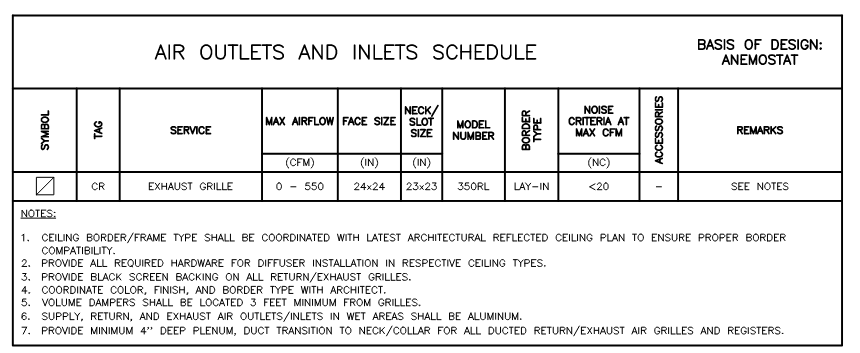 AIR OUTLETS AND INLETS SCHEDULE
BASIS OF DESIGN:
ANEMOSTAT
SYMBOL
TAG
SERVICE
MAX AIRFLOW
(CFM)
FACE SIZE
(IN)
NECK/
SLOT
SIZE
(IN)
MODEL
NUMBER
BORDER
TYPE
NOISE
CRITERIA AT
MAX CFM
(NC)
ACCESSORIES
REMARKS
CR EXHAUST GRILLE 0 – 550 24x24 23x23 350RL LAY–IN <20 – SEE NOTES
NOTES:
1. CEILING BORDER/FRAME TYPE SHALL BE COORDINATED WITH LATEST ARCHITECTURAL REFLECTED CEILING PLAN TO ENSURE PROPER BORDER
COMPATIBILITY.
2. PROVIDE ALL REQUIRED HARDWARE FOR DIFFUSER INSTALLATION IN RESPECTIVE CEILING TYPES.
3. PROVIDE BLACK SCREEN BACKING ON ALL RETURN/EXHAUST GRILLES.
4. COORDINATE COLOR, FINISH, AND BORDER TYPE WITH ARCHITECT.
5. VOLUME DAMPERS SHALL BE LOCATED 3 FEET MINIMUM FROM GRILLES.
6. SUPPLY, RETURN, AND EXHAUST AIR OUTLETS/INLETS IN WET AREAS SHALL BE ALUMINUM.
7. PROVIDE MINIMUM 4'' DEEP PLENUM, DUCT TRANSITION TO NECK/COLLAR FOR ALL DUCTED RETURN/EXHAUST AIR GRILLES AND REGISTERS.